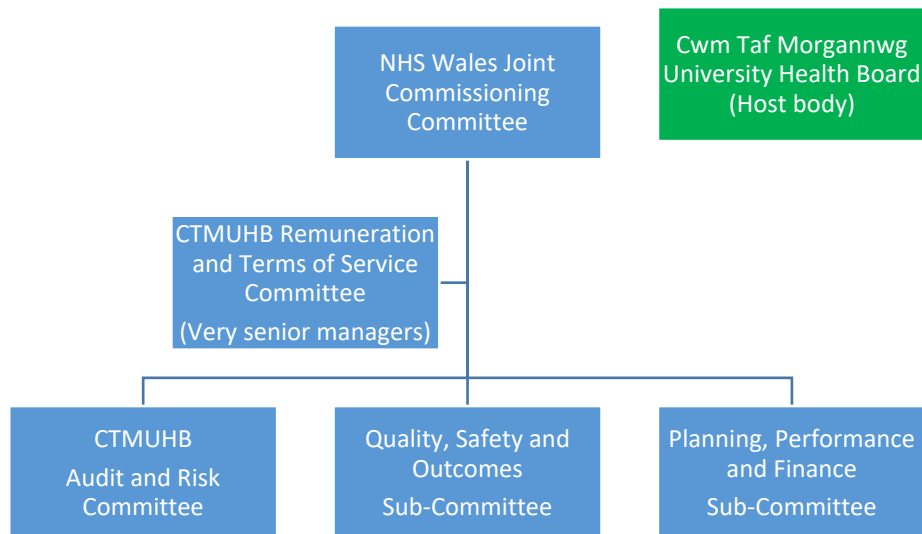 NHS Wales Joint
Commissioning
Committee
Cwm Taf Morgannwg
University Health Board
(Host body)
CTMUHB Remuneration
and Terms of Service
Committee
(Very senior managers)
CTMUHB
Audit and Risk
Committee
Quality, Safety and
Outcomes
Sub-Committee
Planning, Performance
and Finance
Sub-Committee